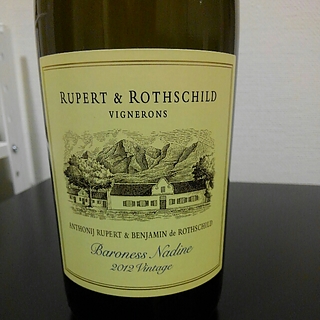 RUPERT & ROTHSCHILD
VIGNERONS
ANTHONIJ RUPERT & BENJAMIN de ROTHSCHILD
Baroness Nadine
2012 Vintage